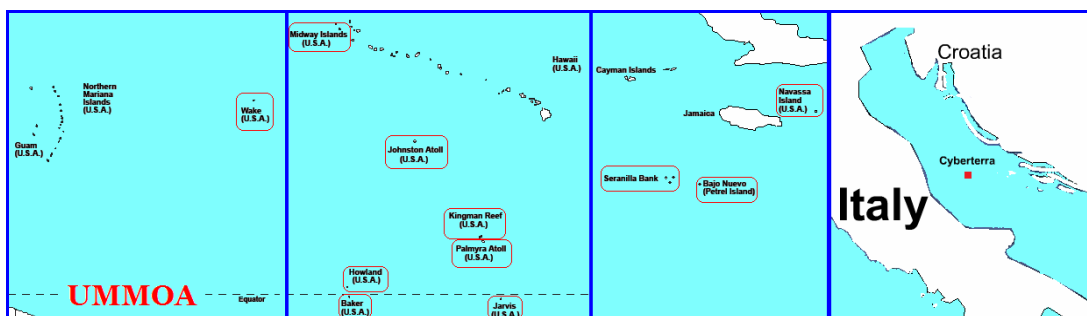 Northern
Mariana
Islands
(U.S.A.)
Guam
(U.S.A.)
Wake
(U.S.A.)
UMMOA
Equator
Midway Islands
(U.S.A.)
Hawaii
(U.S.A.)
Johnston Atoll
(U.S.A.)
Kingman Reef
(U.S.A.)
Palmyra Atoll
(U.S.A.)
Howland
(U.S.A.)
Baker
(U.S.A.)
Jarvis
(U.S.A.)
Cayman Islands
Jamaica
Navassa
Island
(U.S.A.)
Seranilla Bank
Bajo Nuevo
(Petrel Island)
Croatia
Cyberterra
Italy